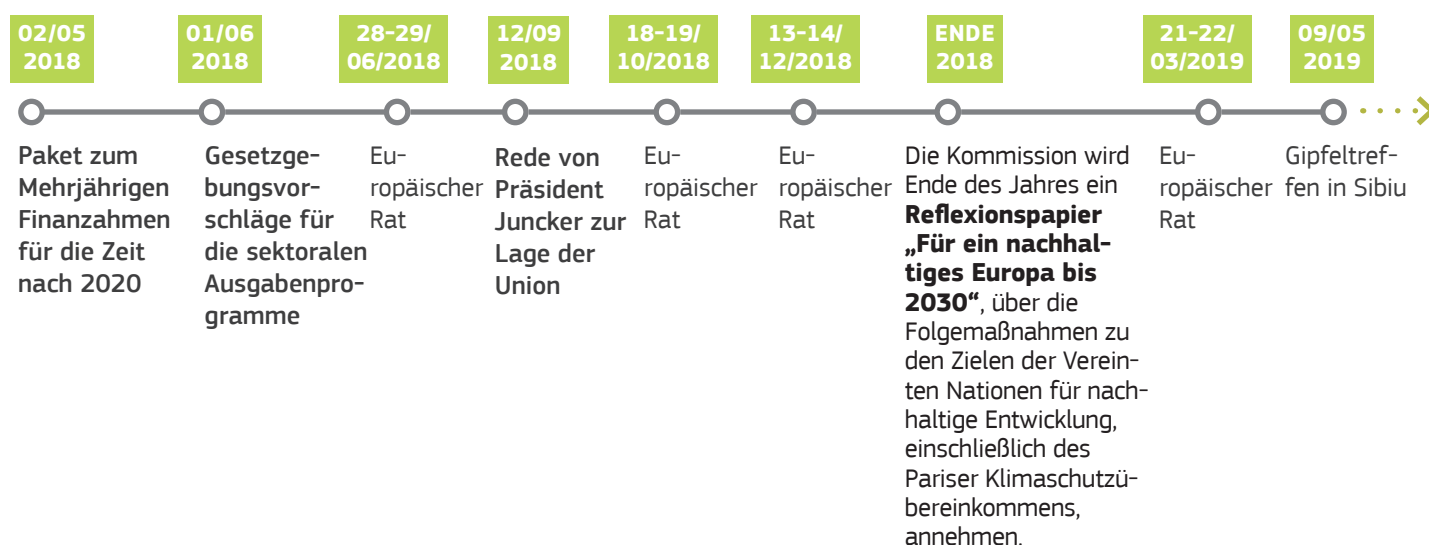 02/05
2018
01/06
2018
28-29/
06/2018
12/09
2018
18-19/
10/2018
13-14/
12/2018
ENDE
2018
21-22/
03/2019
09/05
2019
Paket zum
Mehrjährigen
Finanzahmen
für die Zeit
nach 2020
Gesetzge-
bungsvor-
schläge für
die sektoralen
Ausgabenpro-
gramme
Eu-
ropäischer
Rat
Rede von
Präsident
Juncker zur
Lage der
Union
Eu-
ropäischer
Rat
Eu-
ropäischer
Rat
Die Kommission wird
Ende des Jahres ein
Reflexionspapier
„Für ein nachhal-
tiges Europa bis
2030“, über die
Folgemaßnahmen zu
den Zielen der Verein-
ten Nationen für nach-
haltige Entwicklung,
einschließlich des
Pariser Klimaschutzü-
bereinkommens,
annehmen.
Eu-
ropäischer
Rat
Gipfeltref-
fen in Sibiu